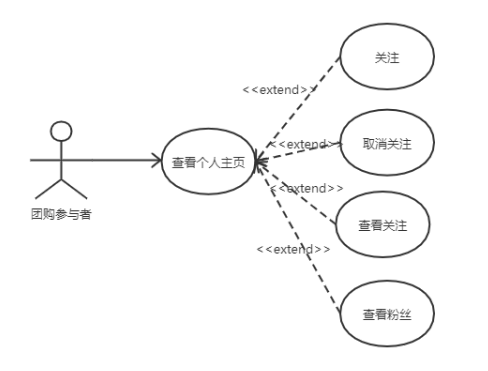 关注
<<extend>>
<<extend>>
取消关注
查看个人主页
<<extend>>
团购参与者
查看关注
<<extend>>
查看粉丝